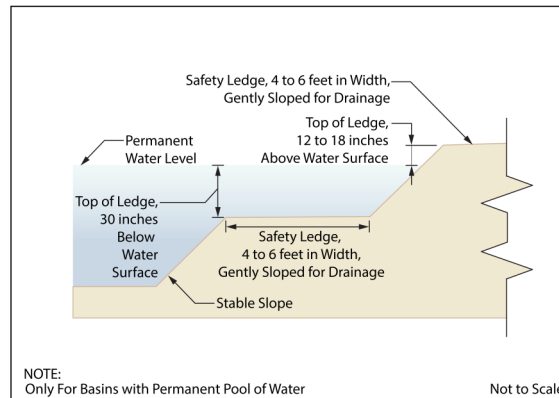 Safety Ledge, 4 to 6 feet in Width,
Gently Sloped for Drainage
Top of Ledge,
12 to 18 inches
Above Water Surface
Permanent
Water Level
Top of Ledge,
30 inches
Below
Water
Surface
Safety Ledge,
4 to 6 feet in Width,
Gently Sloped for Drainage
Stable Slope
NOTE:
Only For Basins with Permanent Pool of Water
Not to Scale